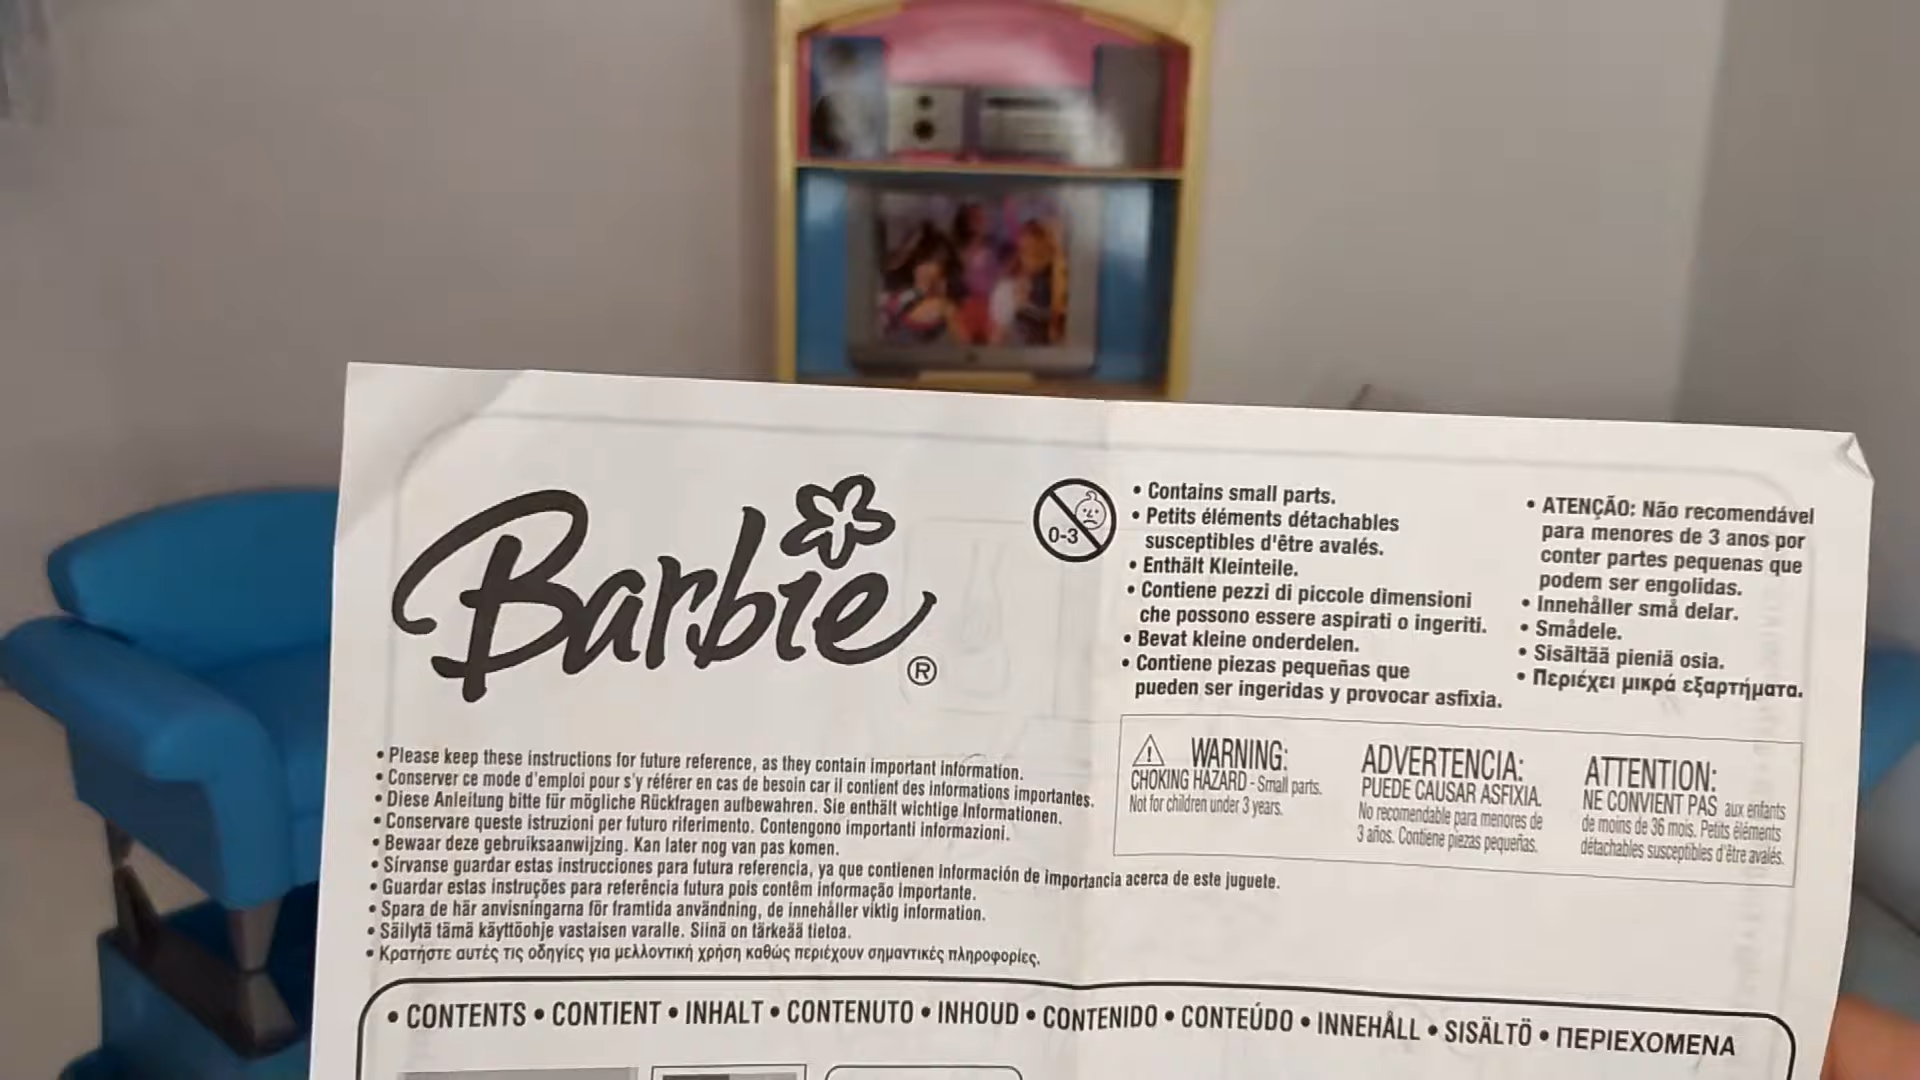 Barbie®
0-3
• Contains small parts.
• Petits éléments détachables
susceptibles d'être avalés.
• Enthält Kleinteile.
• Contiene pezzi di piccole dimensioni
che possono essere aspirati o ingeriti.
• Bevat kleine onderdelen.
• Contiene piezas pequeñas que
pueden ser ingeridas y provocar asfixia.
• ATENÇÃO: Não recomendável
para menores de 3 anos por
conter partes pequenas que
podem ser engolidas.
• Innehåller små delar.
• Smådele.
• Sisältää pieniä osia.
• Περιέχει μικρά εξαρτήματα.
WARNING:
CHOKING HAZARD - Small parts.
Not for children under 3 years.
ADVERTENCIA:
PUEDE CAUSAR ASFIXIA.
No recomendable para menores de
3 años. Contiene piezas pequeñas.
ATTENTION:
NE CONVIENT PAS aux enfants
de moins de 36 mois. Petits éléments
détachables susceptibles d'être avalés.
• Please keep these instructions for future reference, as they contain important information.
• Conserver ce mode d'emploi pour s'y référer en cas de besoin car il contient des informations importantes.
• Diese Anleitung bitte für mögliche Rückfragen aufbewahren. Sie enthält wichtige Informationen.
• Conservare queste istruzioni per futuro riferimento. Contengono importanti informazioni.
• Bewaar deze gebruiksaanwijzing. Kan later nog van pas komen.
• Sírvanse guardar estas instrucciones para futura referencia, ya que contienen información de importancia acerca de este juguete.
• Guardar estas instruções para referência futura pois contêm informação importante.
• Spara de här anvisningarna för framtida användning, de innehåller viktig information.
• Säilytä tämä käyttöohje vastaisen varalle. Siinä on tärkeää tietoa.
• Κρατήστε αυτές τις οδηγίες για μελλοντική χρήση καθώς περιέχουν σημαντικές πληροφορίες.
• CONTENTS • CONTIENT • INHALT • CONTENUTO • INHOUD • CONTENIDO • CONTEÚDO • INNEHÅLL • SISÄLTÖ • ΠΕΡΙΕΧΟΜΕΝΑ